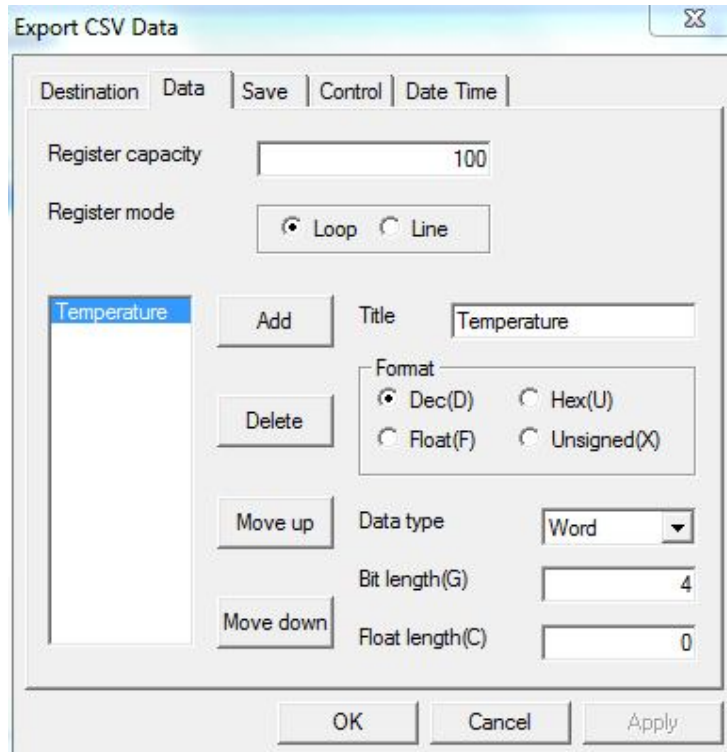 Export CSV Data
Destination Data Save Control Date Time
Register capacity 100
Register mode Loop Line
Temperature Add Title Temperature
Format
Dec(D) Hex(U)
Delete
Float(F) Unsigned(X)
Move up Data type Word
Bit length(G) 4
Move down Float length(C) 0
OK Cancel Apply